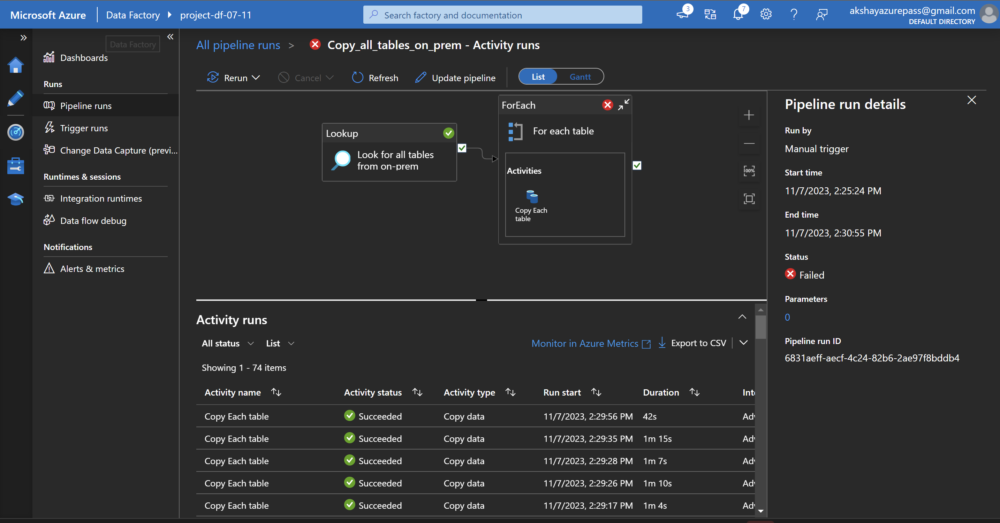 Microsoft Azure
Data Factory
project-df-07-11
Search factory and documentation
3
7
akshayazurepass@gmail.com
DEFAULT DIRECTORY
Data Factory
Dashboards
Runs
Pipeline runs
Trigger runs
Change Data Capture (previ...
Runtimes & sessions
Integration runtimes
Data flow debug
Notifications
Alerts & metrics
All pipeline runs > Copy_all_tables_on_prem - Activity runs
Rerun
Cancel
Refresh
Update pipeline
List
Gantt
Lookup
Look for all tables
from on-prem
ForEach
For each table
Activities
Copy Each
table
100%
Activity runs
All status
List
Monitor in Azure Metrics
Export to CSV
Showing 1 - 74 items
Activity name Activity status Activity type Run start Duration Int
Copy Each table Succeeded Copy data 11/7/2023, 2:29:56 PM 42s Adv
Copy Each table Succeeded Copy data 11/7/2023, 2:29:35 PM 1m 15s Adv
Copy Each table Succeeded Copy data 11/7/2023, 2:29:28 PM 1m 7s Adv
Copy Each table Succeeded Copy data 11/7/2023, 2:29:26 PM 1m 10s Adv
Copy Each table Succeeded Copy data 11/7/2023, 2:29:17 PM 1m 4s Adv
Pipeline run details
Run by
Manual trigger
Start time
11/7/2023, 2:25:24 PM
End time
11/7/2023, 2:30:55 PM
Status
Failed
Parameters
0
Pipeline run ID
6831aeff-aecf-4c24-82b6-2ae97f8bddb4